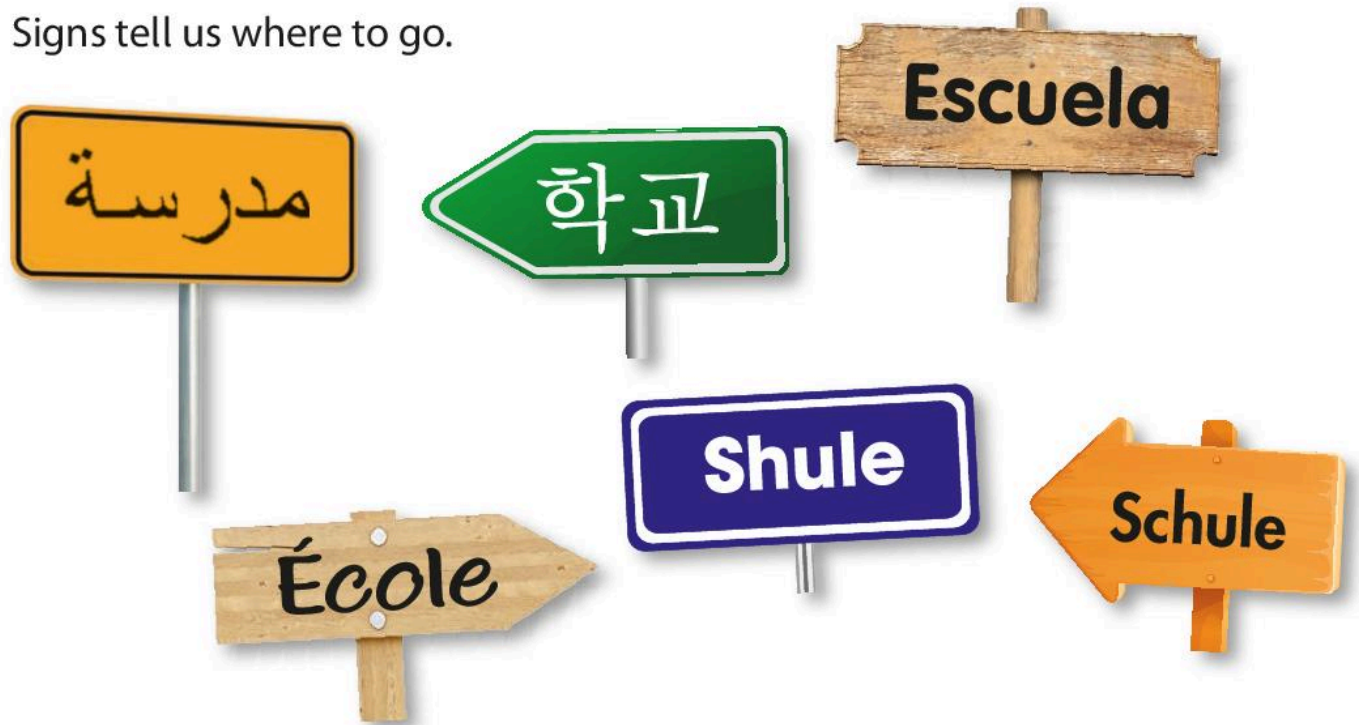 Signs tell us where to go.
مدرسة
학교
Escuela
Shule
Schule
École